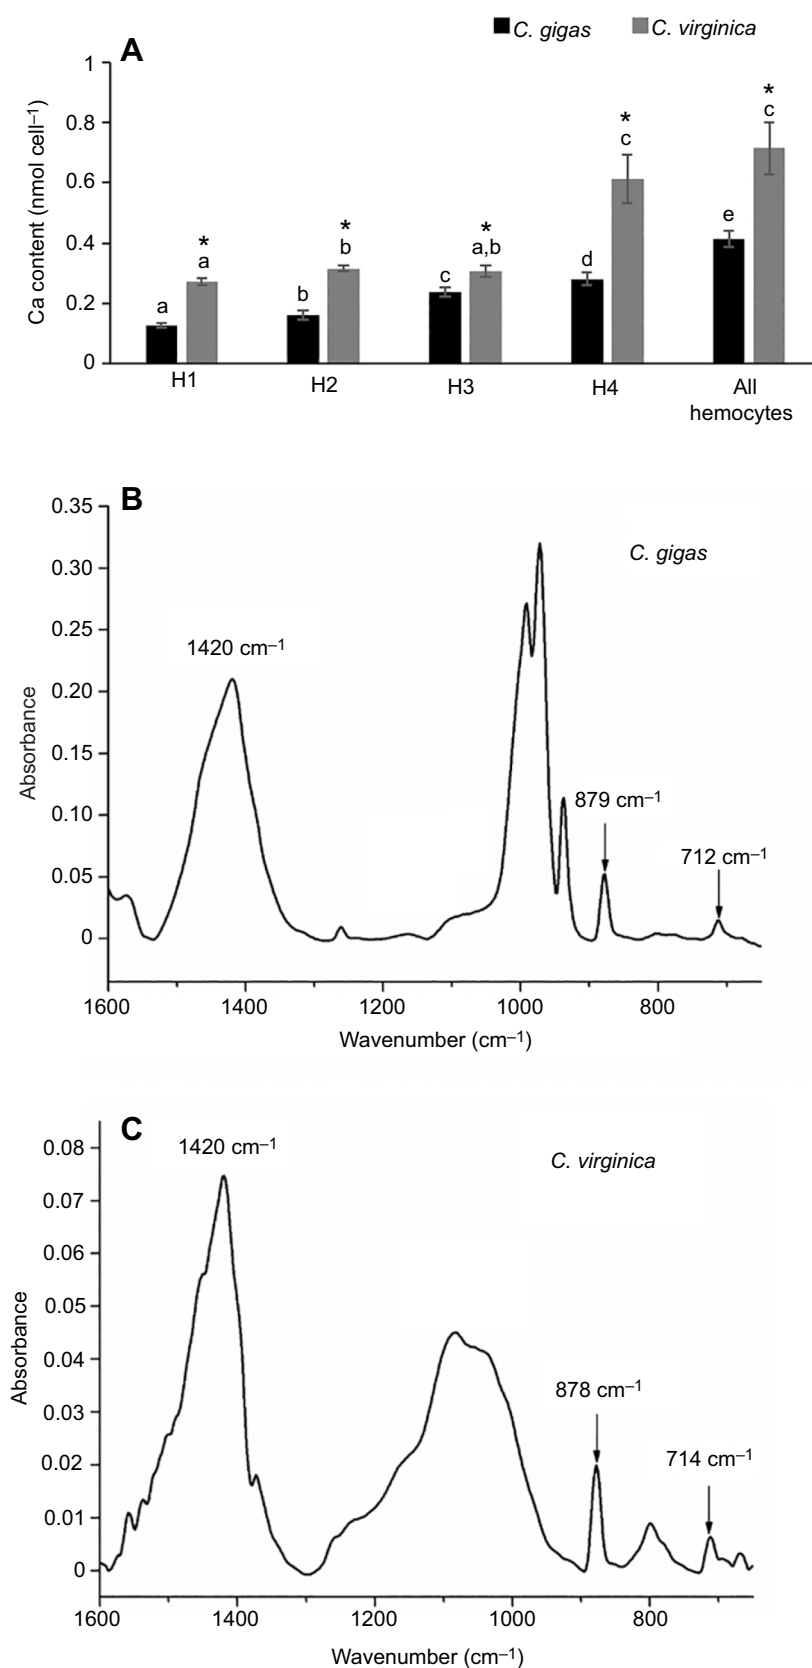 C. gigas C. virginica
A
Ca content (nmol cell⁻¹)
1
0.8
0.6
0.4
0.2
0
a
*
a
b
*
b
c
*
a,b
d
*
c
e
*
c
H1 H2 H3 H4 All
hemocytes
B
C. gigas
Absorbance
0.35
0.30
0.25
0.20
0.15
0.10
0.05
0
1420 cm⁻¹
879 cm⁻¹
712 cm⁻¹
1600 1400 1200 1000 800
Wavenumber (cm⁻¹)
C
C. virginica
Absorbance
0.08
0.07
0.06
0.05
0.04
0.03
0.02
0.01
0
1420 cm⁻¹
878 cm⁻¹
714 cm⁻¹
1600 1400 1200 1000 800
Wavenumber (cm⁻¹)